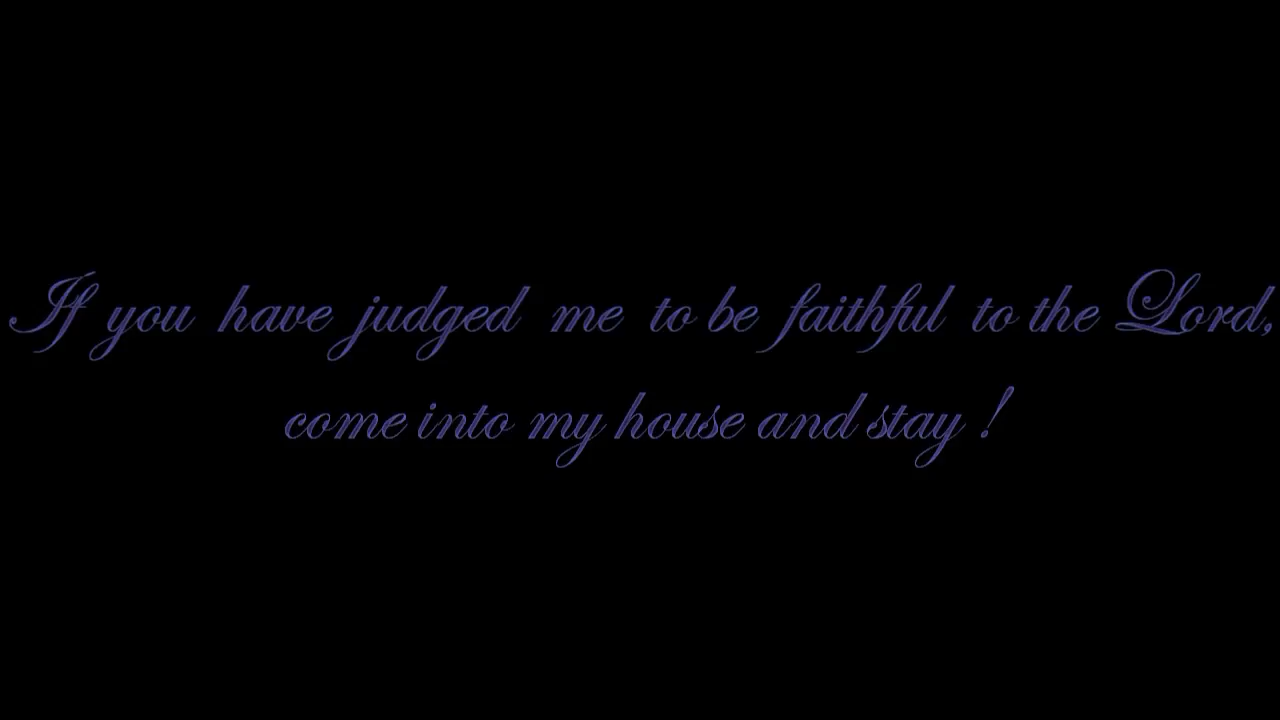 If you have judged me to be faithful to the Lord,
come into my house and stay !